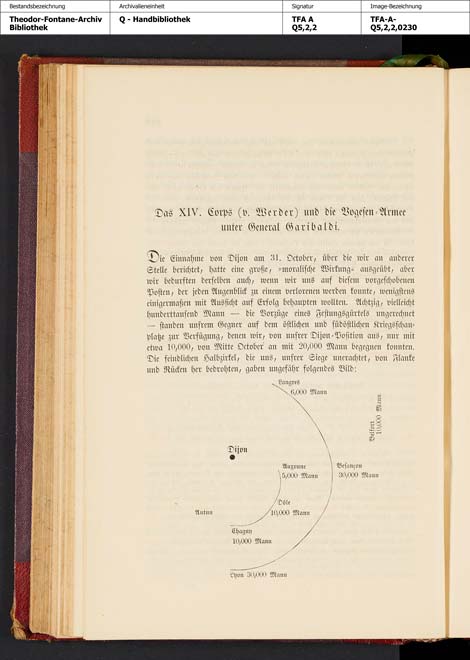 Bestandsbezeichnung
Archivalieneinheit
Signatur
Image-Bezeichnung
Theodor-Fontane-Archiv
Bibliothek
Q - Handbibliothek
TFA A
Q5,2,2
TFA-A-
Q5,2,2,0230
Das XIV. Corps (v. Werder) und die Vogesen-Armee
unter General Garibaldi.
Die Einnahme von Dijon am 31. October, über die wir an anderer
Stelle berichtet, hatte eine große, »moralische Wirkung« ausgeübt, aber
wir bedurften derselben auch, wenn wir uns auf diesem vorgeschobenen
Posten, der jeden Augenblick zu einem verlorenen werden konnte, wenigstens
einigermaßen mit Aussicht auf Erfolg behaupten wollten. Achtzig, vielleicht
hunderttausend Mann — die Vorzüge eines Festungsgürtels ungerechnet
— standen unsrem Gegner auf dem östlichen und südöstlichen Kriegsschau-
platze zur Verfügung, denen wir, von unsrer Dijon-Position aus, nur mit
etwa 10,000, von Mitte October an mit 20,000 Mann begegnen konnten.
Die feindlichen Halbzirkel, die uns, unsrer Siege unerachtet, von Flanke
und Rücken her bedrohten, gaben ungefähr folgendes Bild:
Langres
6,000 Mann
Belfort
10,000 Mann
Dijon
Auxonne
5,000 Mann
Besançon
30,000 Mann
Dôle
10,000 Mann
Autun
Chagny
10,000 Mann
Lyon 30,000 Mann